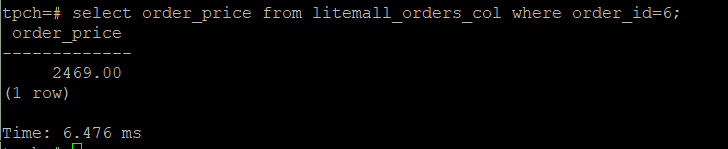 tpch=# select order_price from litemall_orders_col where order_id=6;
 order_price
-------------
     2469.00
(1 row)

Time: 6.476 ms